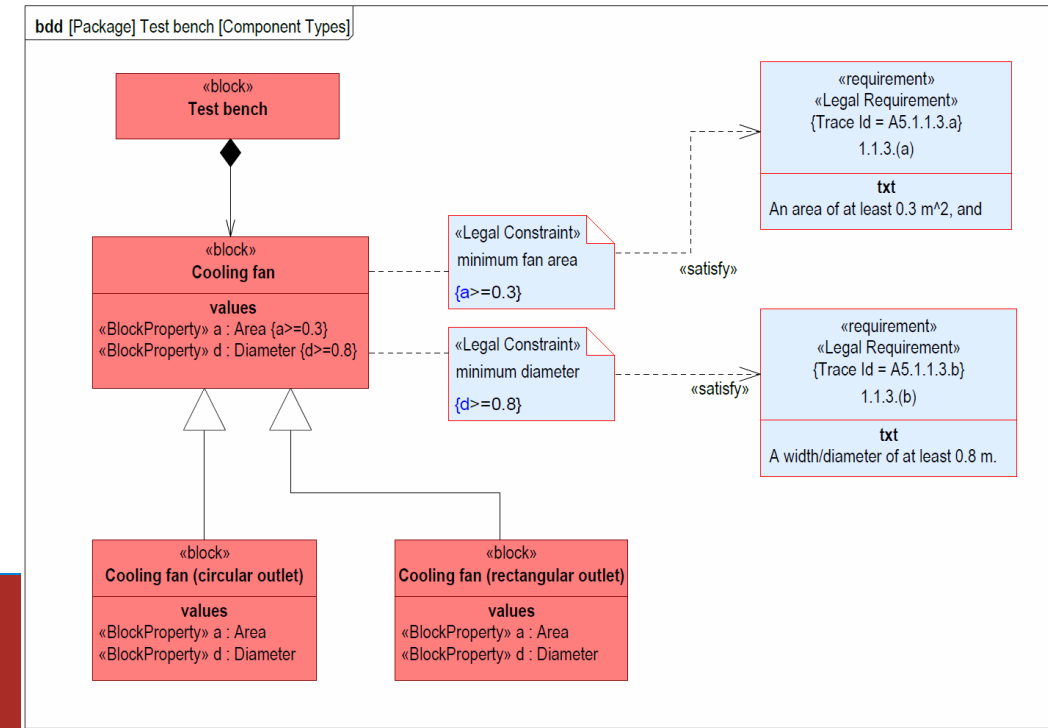 bdd [Package] Test bench [Component Types]
«block»
Test bench
«block»
Cooling fan
values
«BlockProperty» a : Area {a>=0.3}
«BlockProperty» d : Diameter {d>=0.8}
«Legal Constraint»
minimum fan area
{a>=0.3}
«Legal Constraint»
minimum diameter
{d>=0.8}
«satisfy»
«satisfy»
«requirement»
«Legal Requirement»
{Trace Id = A5.1.1.3.a}
1.1.3.(a)
txt
An area of at least 0.3 m^2, and
«requirement»
«Legal Requirement»
{Trace Id = A5.1.1.3.b}
1.1.3.(b)
txt
A width/diameter of at least 0.8 m.
«block»
Cooling fan (circular outlet)
values
«BlockProperty» a : Area
«BlockProperty» d : Diameter
«block»
Cooling fan (rectangular outlet)
values
«BlockProperty» a : Area
«BlockProperty» d : Diameter